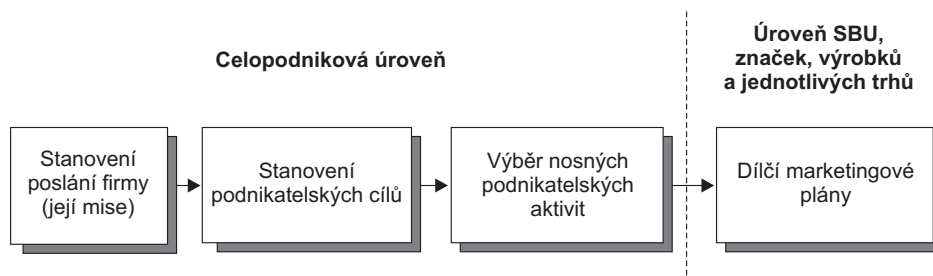 Celopodniková úroveň
Úroveň SBU,
značek, výrobků
a jednotlivých trhů
Stanovení
poslání firmy
(její mise)
Stanovení
podnikatelských cílů
Výběr nosných
podnikatelských
aktivit
Dílčí marketingové
plány